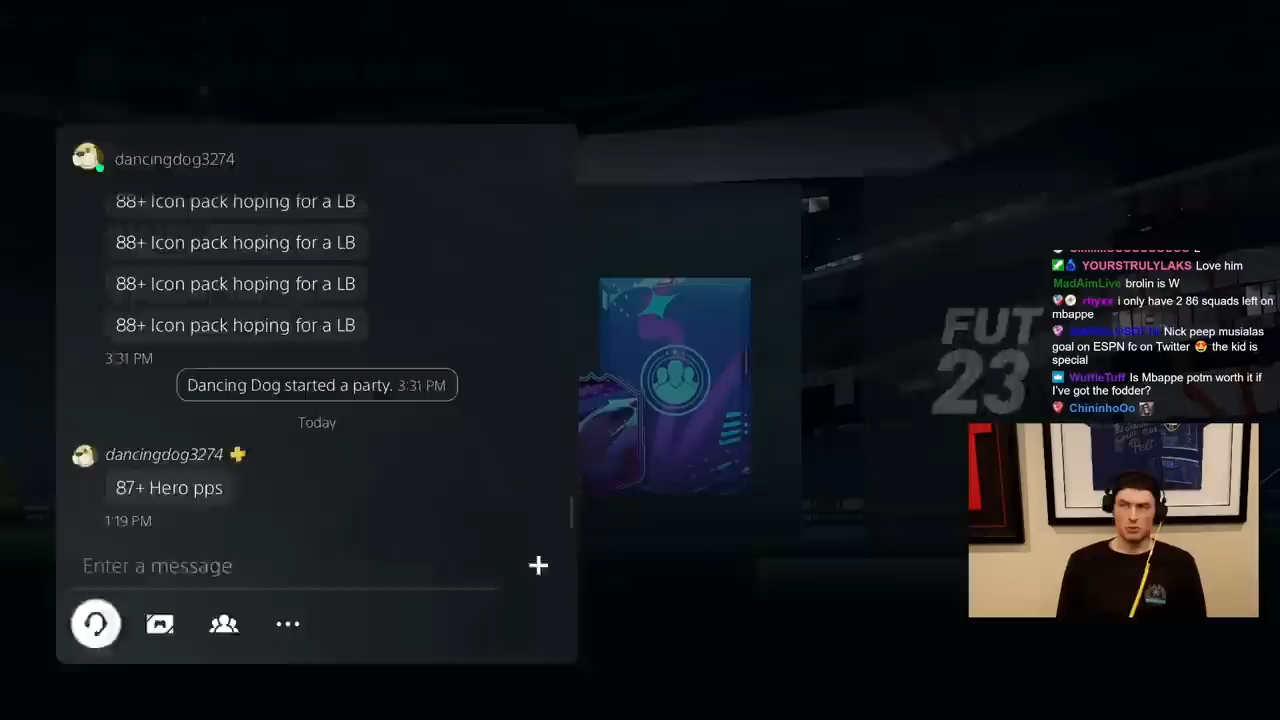 dancingdog3274
88+ Icon pack hoping for a LB
88+ Icon pack hoping for a LB
88+ Icon pack hoping for a LB
88+ Icon pack hoping for a LB
3:31 PM
Dancing Dog started a party. 3:31 PM
Today
dancingdog3274
87+ Hero pps
1:19 PM
Enter a message
FUT
23
YOURSTRULYLAKS Love him
MadAimLive brolin is W
rhyxx i only have 2 86 squads left on
mbappe
Nick peep musialas
goal on ESPN fc on Twitter 😍 the kid is
special
WuffleTuff Is Mbappe potm worth it if
I've got the fodder?
ChininhoOo